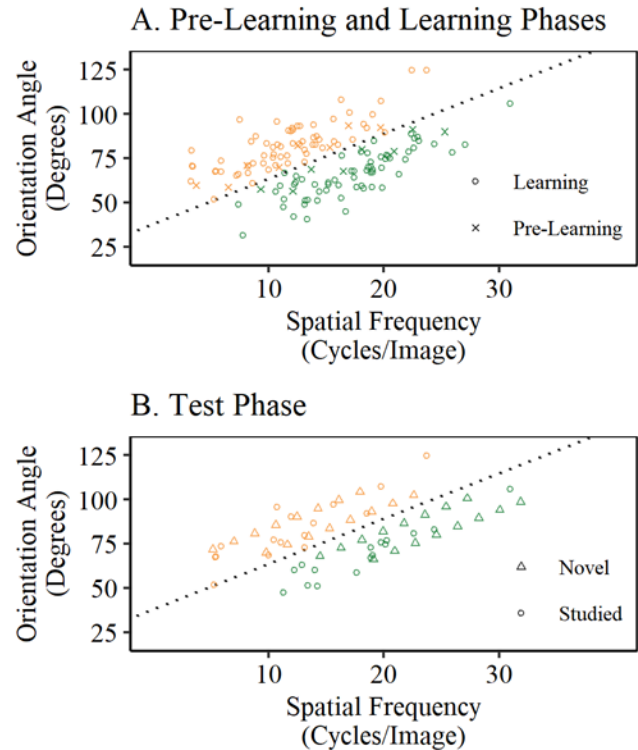 A. Pre-Learning and Learning Phases
Orientation Angle
(Degrees)
125
100
75
50
25
Learning
Pre-Learning
10
20
30
Spatial Frequency
(Cycles/Image)
B. Test Phase
Orientation Angle
(Degrees)
125
100
75
50
25
Novel
Studied
10
20
30
Spatial Frequency
(Cycles/Image)